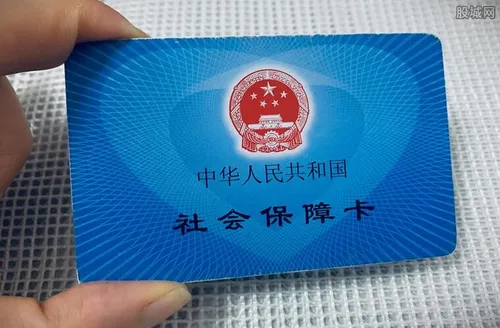 股城网
中华人民共和国
社会保障卡